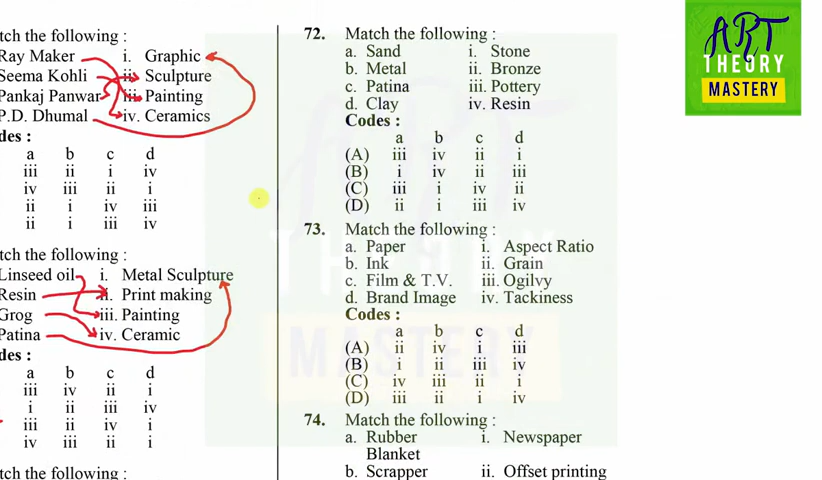 tch the following :
Ray Maker i. Graphic
Seema Kohli ii. Sculpture
Pankaj Panwar iii. Painting
P.D. Dhumal iv. Ceramics
des :
a b c d
iii ii i iv
iv iii ii i
ii i iv iii
ii i iii iv
tch the following :
Linseed oil i. Metal Sculpture
Resin ii. Print making
Grog iii. Painting
Patina iv. Ceramic
des :
a b c d
iii iv ii i
i ii iii iv
iii ii iv i
iv iii ii i
tch the following :
72. Match the following :
a. Sand i. Stone
b. Metal ii. Bronze
c. Patina iii. Pottery
d. Clay iv. Resin
Codes :
a b c d
(A) iii iv ii i
(B) i iv ii iii
(C) iii i iv ii
(D) ii i iii iv
73. Match the following :
a. Paper i. Aspect Ratio
b. Ink ii. Grain
c. Film & T.V. iii. Ogilvy
d. Brand Image iv. Tackiness
Codes :
a b c d
(A) ii iv i iii
(B) i ii iii iv
(C) iv iii ii i
(D) iii ii i iv
74. Match the following :
a. Rubber i. Newspaper
Blanket
b. Scrapper ii. Offset printing
ART
THEORY
MASTERY
ART
THEORY
MASTERY